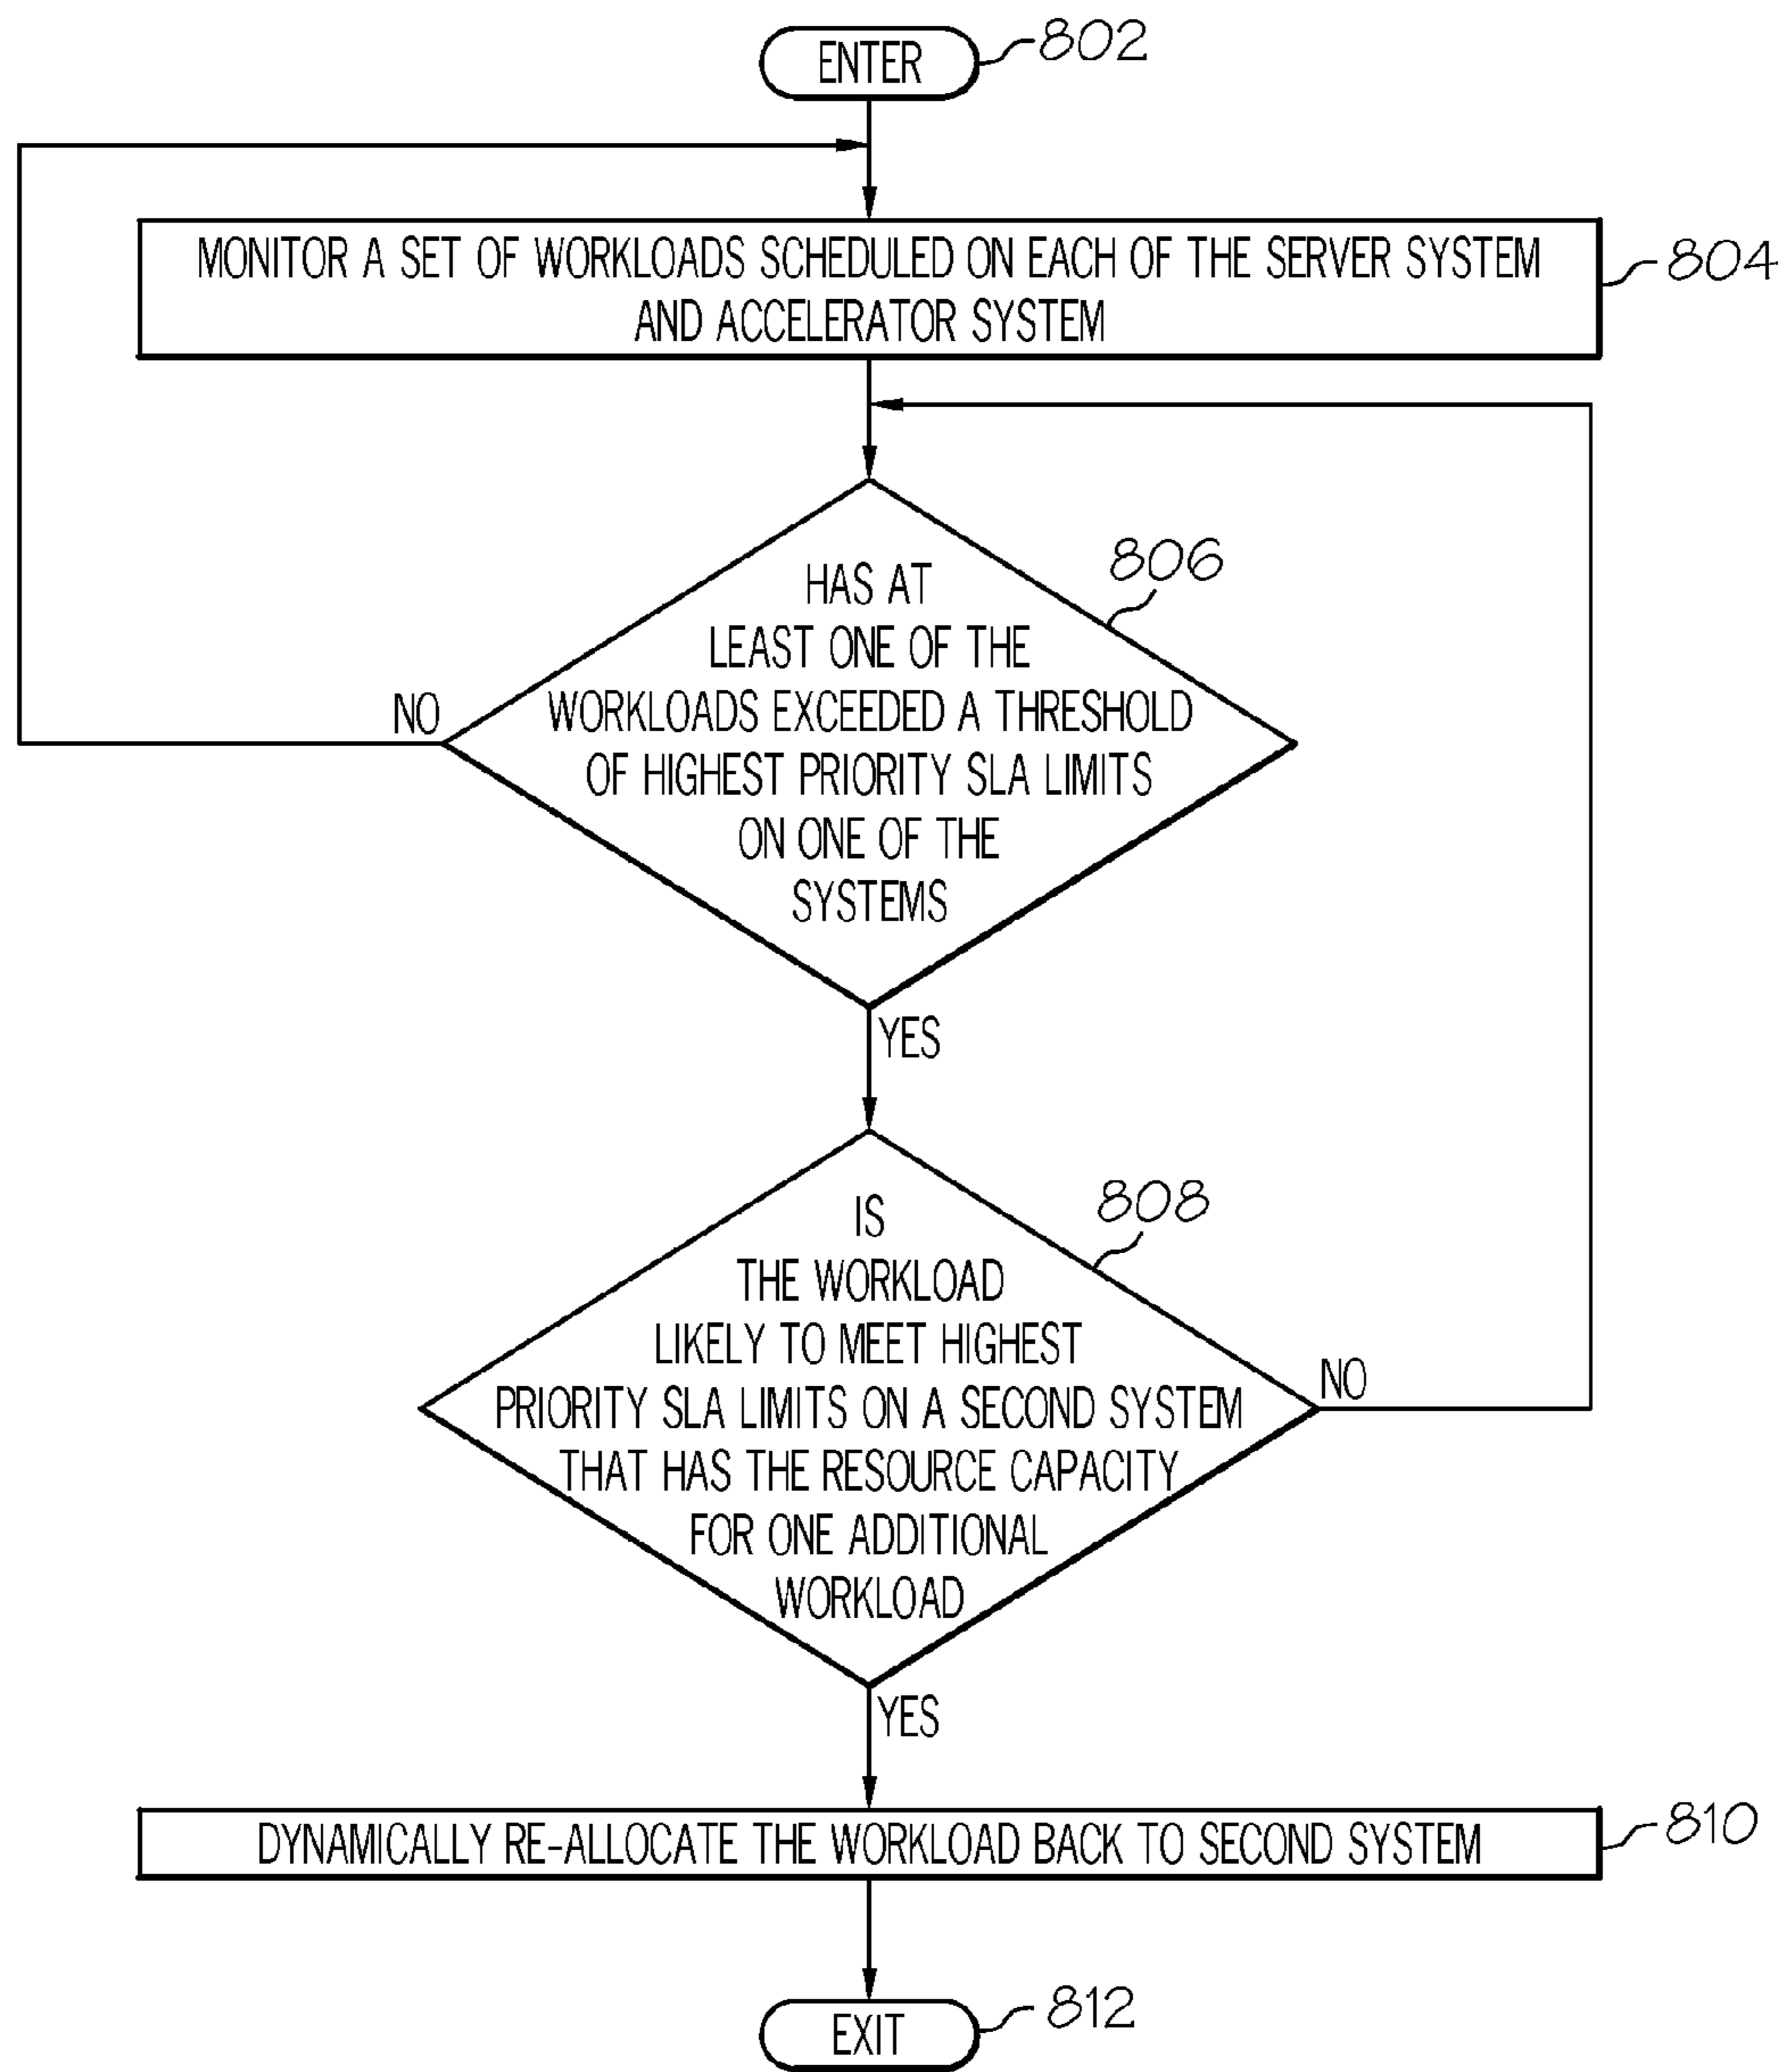 ENTER
802
MONITOR A SET OF WORKLOADS SCHEDULED ON EACH OF THE SERVER SYSTEM
AND ACCELERATOR SYSTEM
804
HAS AT
LEAST ONE OF THE
WORKLOADS EXCEEDED A THRESHOLD
OF HIGHEST PRIORITY SLA LIMITS
ON ONE OF THE
SYSTEMS
806
NO
YES
IS
THE WORKLOAD
LIKELY TO MEET HIGHEST
PRIORITY SLA LIMITS ON A SECOND SYSTEM
THAT HAS THE RESOURCE CAPACITY
FOR ONE ADDITIONAL
WORKLOAD
808
NO
YES
DYNAMICALLY RE-ALLOCATE THE WORKLOAD BACK TO SECOND SYSTEM
810
EXIT
812